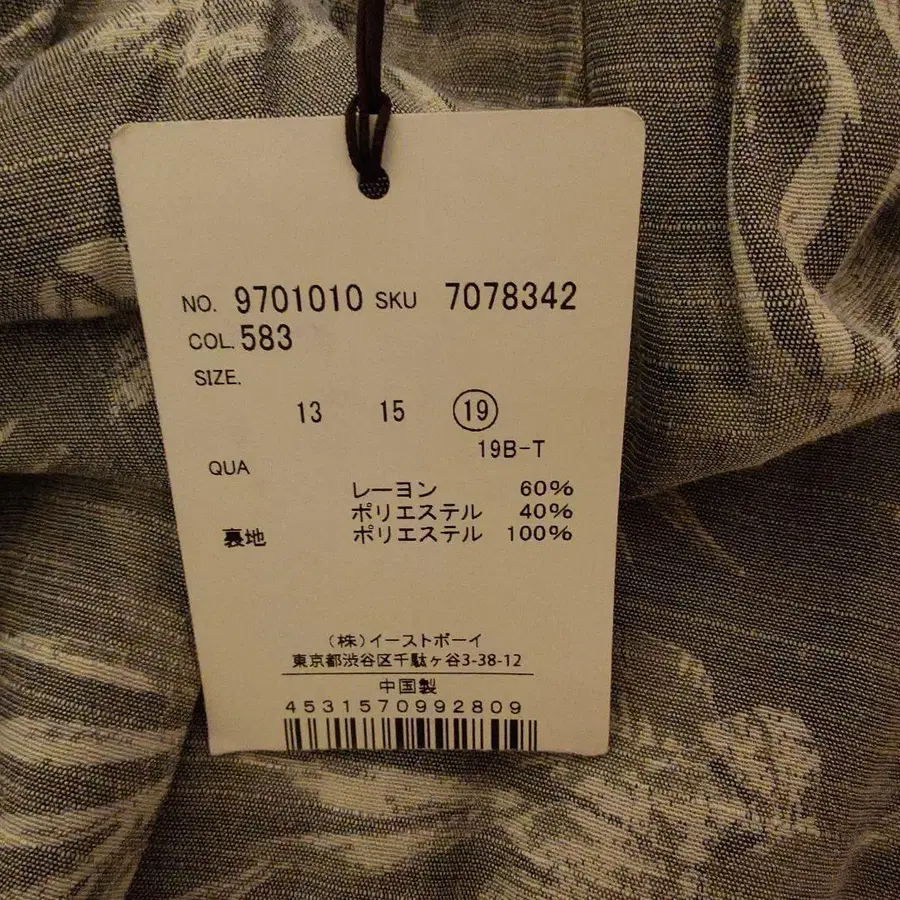 NO. 9701010 SKU 7078342
COL. 583
SIZE.
13 15 19
19B-T
QUA
レーヨン 60%
ポリエステル 40%
裏地 ポリエステル 100%
(株)イーストボーイ
東京都渋谷区千駄ヶ谷3-38-12
中国製
4531570992809